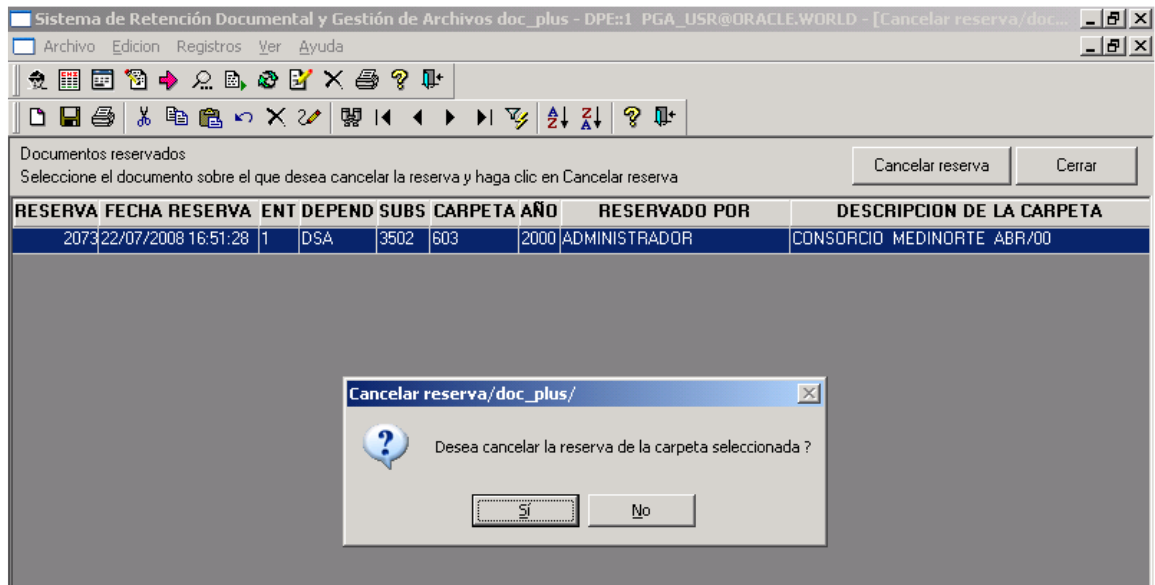 Sistema de Retención Documental y Gestión de Archivos doc_plus - DPE::1 PGA_USR@ORACLE.WORLD - [Cancelar reserva/doc...
Archivo Edicion Registros Ver Ayuda
Documentos reservados
Seleccione el documento sobre el que desea cancelar la reserva y haga clic en Cancelar reserva
Cancelar reserva Cerrar
RESERVA FECHA RESERVA ENT DEPEND SUBS CARPETA AÑO RESERVADO POR DESCRIPCION DE LA CARPETA
2073 22/07/2008 16:51:28 1 DSA 3502 603 2000 ADMINISTRADOR CONSORCIO MEDINORTE ABR/00
Cancelar reserva/doc_plus/
Desea cancelar la reserva de la carpeta seleccionada ?
Sí No